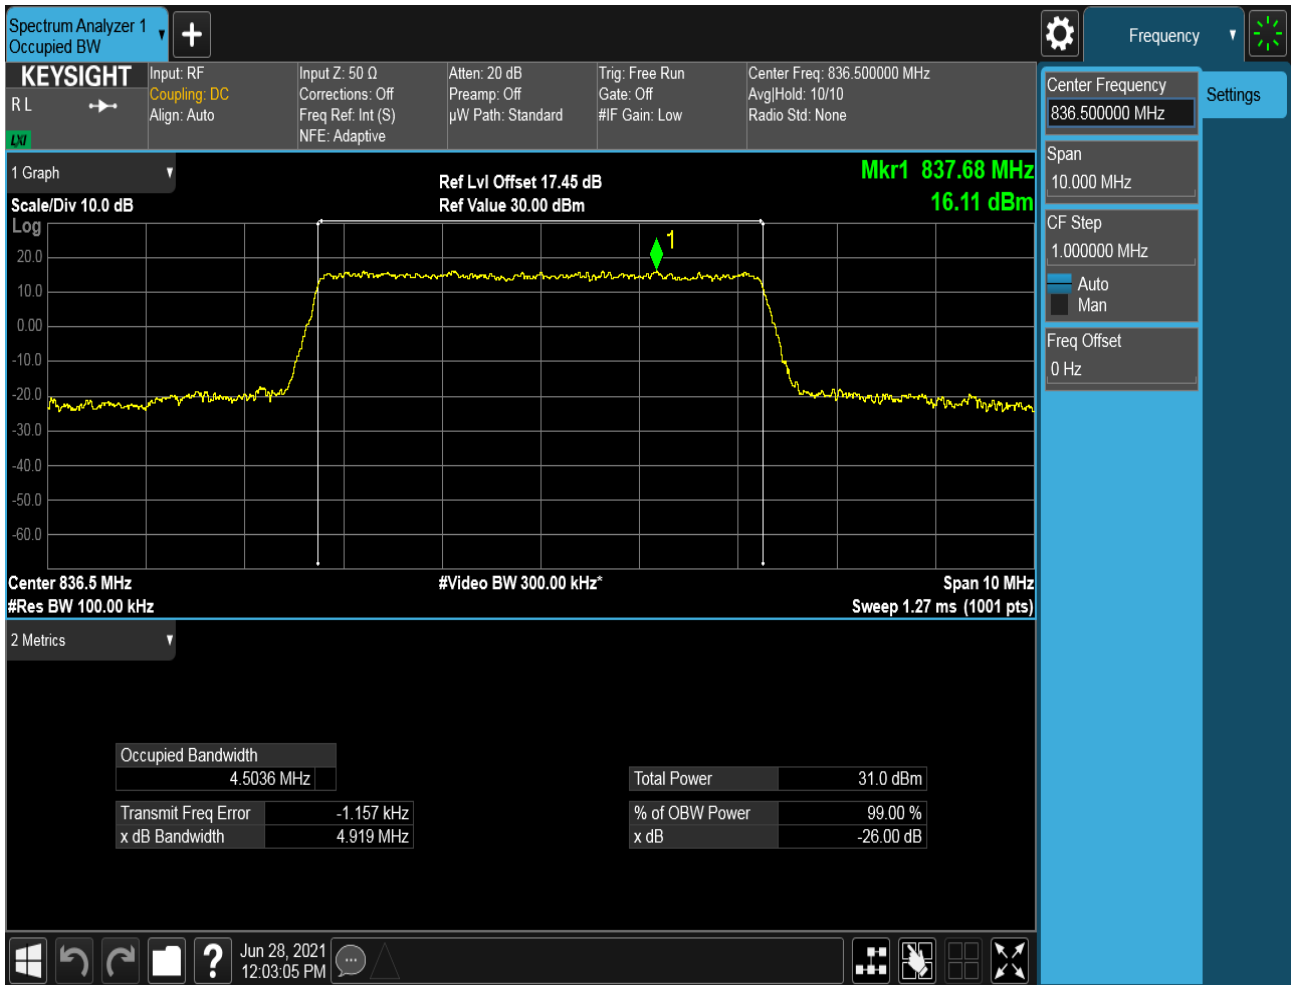 Spectrum Analyzer 1
Occupied BW
+
Frequency
KEYSIGHT
R L
LXI
Input: RF
Coupling: DC
Align: Auto
Input Z: 50 Ω
Corrections: Off
Freq Ref: Int (S)
NFE: Adaptive
Atten: 20 dB
Preamp: Off
µW Path: Standard
Trig: Free Run
Gate: Off
#IF Gain: Low
Center Freq: 836.500000 MHz
Avg|Hold: 10/10
Radio Std: None
Center Frequency
836.500000 MHz
Settings
Span
10.000 MHz
CF Step
1.000000 MHz
Auto
Man
Freq Offset
0 Hz
1 Graph
Scale/Div 10.0 dB
Log
Ref Lvl Offset 17.45 dB
Ref Value 30.00 dBm
Mkr1 837.68 MHz
16.11 dBm
1
20.0
10.0
0.00
-10.0
-20.0
-30.0
-40.0
-50.0
-60.0
Center 836.5 MHz
#Res BW 100.00 kHz
#Video BW 300.00 kHz*
Span 10 MHz
Sweep 1.27 ms (1001 pts)
2 Metrics
Occupied Bandwidth
4.5036 MHz
Transmit Freq Error -1.157 kHz
x dB Bandwidth 4.919 MHz
Total Power 31.0 dBm
% of OBW Power 99.00 %
x dB -26.00 dB
?
Jun 28, 2021
12:03:05 PM